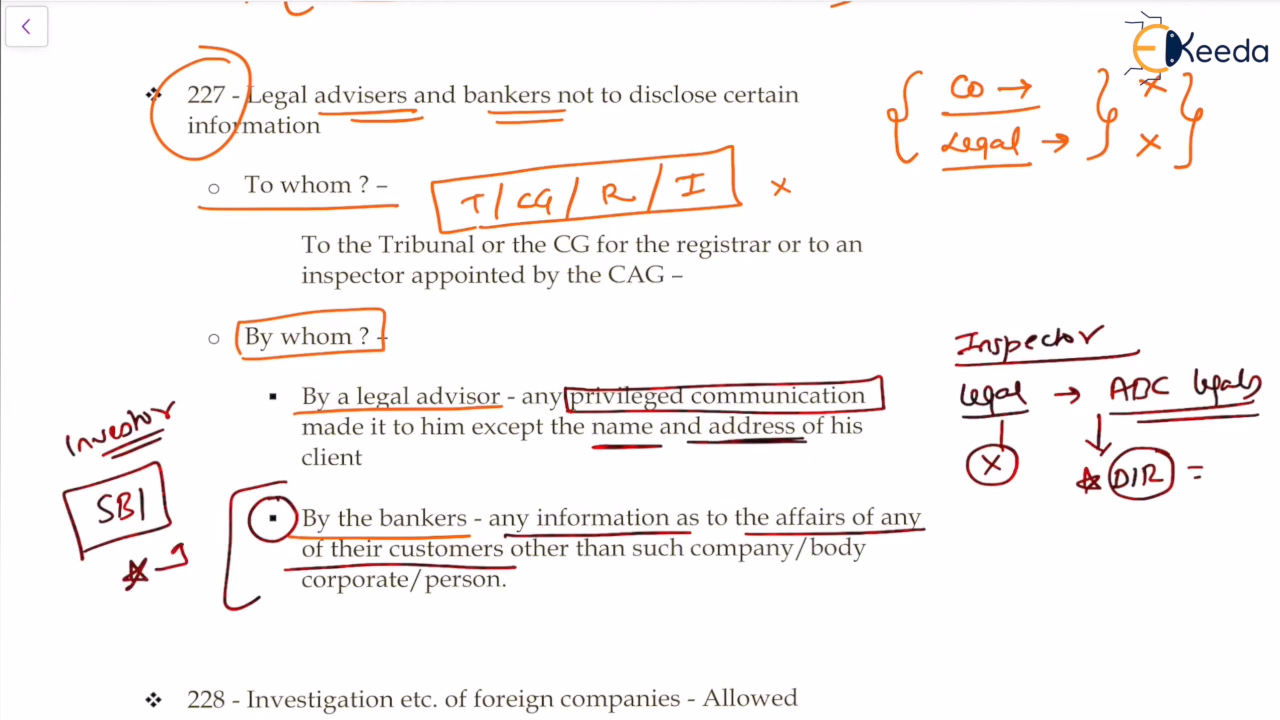 EKeeda
227 - Legal advisers and bankers not to disclose certain
information
CO →
×
Legal →
×
To whom ? –
T / CG / R / I
×
To the Tribunal or the CG for the registrar or to an
inspector appointed by the CAG –
By whom ? –
Inspector
By a legal advisor - any privileged communication
made it to him except the name and address of his
client
Legal → ADC legals
×
DIR =
Investor
SBI
By the bankers - any information as to the affairs of any
of their customers other than such company/body
corporate/person.
228 - Investigation etc. of foreign companies - Allowed